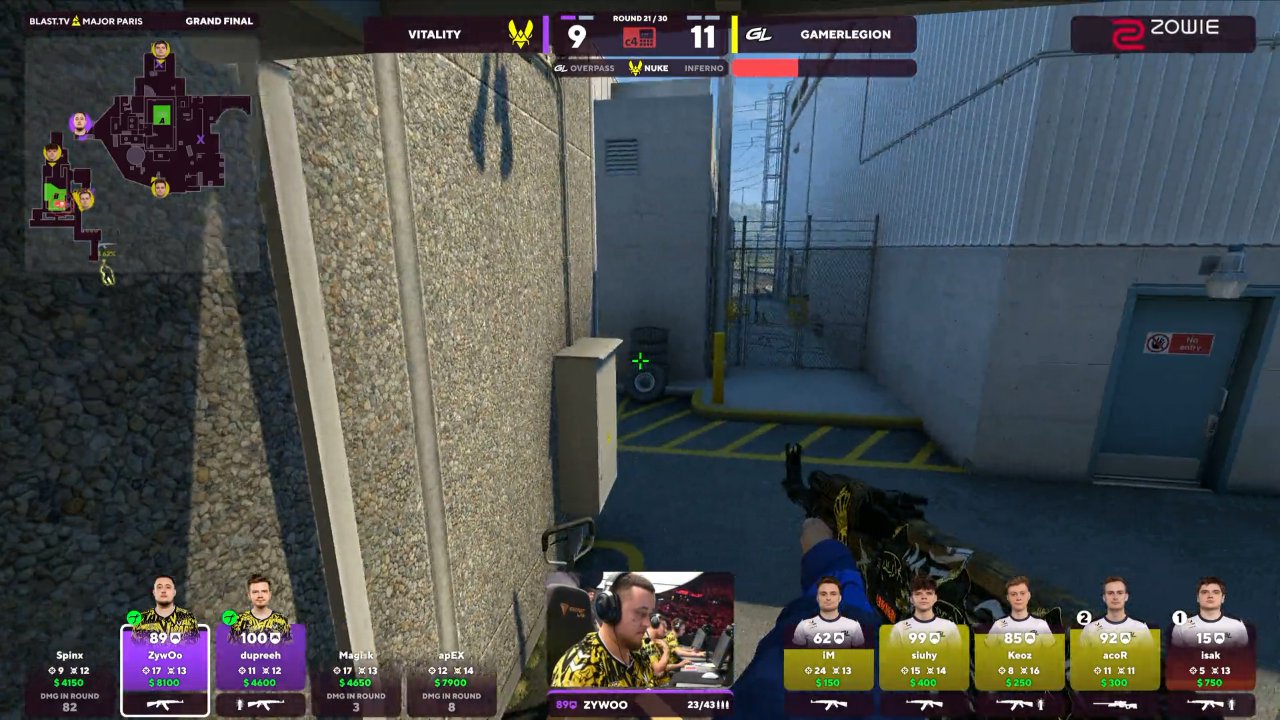 BLAST.TV MAJOR PARIS GRAND FINAL
VITALITY 9 ROUND 21 / 30 11 GL GAMERLEGION
ZOWIE
C4
GL OVERPASS NUKE INFERNO
A
B
No entry
89 100 62 99 85 2 92 1 15
Spinx ZywOo dupreeh Magisk apEX iM siuhy Keoz acoR isak
9 12 17 13 11 12 17 13 12 14 24 13 15 14 8 16 11 11 5 13
$4150 $8100 $4600 $4650 $7900 $150 $400 $250 $300 $750
DMG IN ROUND DMG IN ROUND DMG IN ROUND
82 3 8
89 ZYWOO 23/43